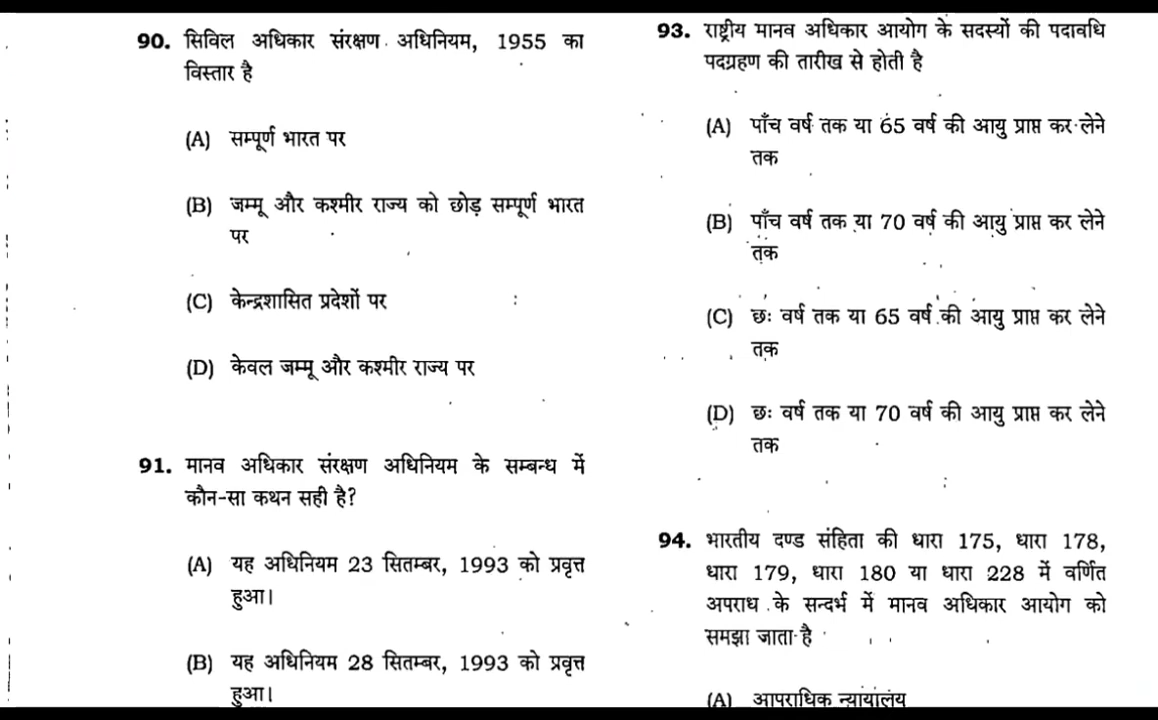 90. सिविल अधिकार संरक्षण अधिनियम, 1955 का
विस्तार है
(A) सम्पूर्ण भारत पर
(B) जम्मू और कश्मीर राज्य को छोड़ सम्पूर्ण भारत
पर
(C) केन्द्रशासित प्रदेशों पर
(D) केवल जम्मू और कश्मीर राज्य पर
91. मानव अधिकार संरक्षण अधिनियम के सम्बन्ध में
कौन-सा कथन सही है?
(A) यह अधिनियम 23 सितम्बर, 1993 को प्रवृत्त
हुआ।
(B) यह अधिनियम 28 सितम्बर, 1993 को प्रवृत्त
हुआ।
93. राष्ट्रीय मानव अधिकार आयोग के सदस्यों की पदावधि
पदग्रहण की तारीख से होती है
(A) पाँच वर्ष तक या 65 वर्ष की आयु प्राप्त कर लेने
तक
(B) पाँच वर्ष तक या 70 वर्ष की आयु प्राप्त कर लेने
तक
(C) छः वर्ष तक या 65 वर्ष की आयु प्राप्त कर लेने
तक
(D) छः वर्ष तक या 70 वर्ष की आयु प्राप्त कर लेने
तक
94. भारतीय दण्ड संहिता की धारा 175, धारा 178,
धारा 179, धारा 180 या धारा 228 में वर्णित
अपराध के सन्दर्भ में मानव अधिकार आयोग को
समझा जाता है
(A) आपराधिक न्यायालय